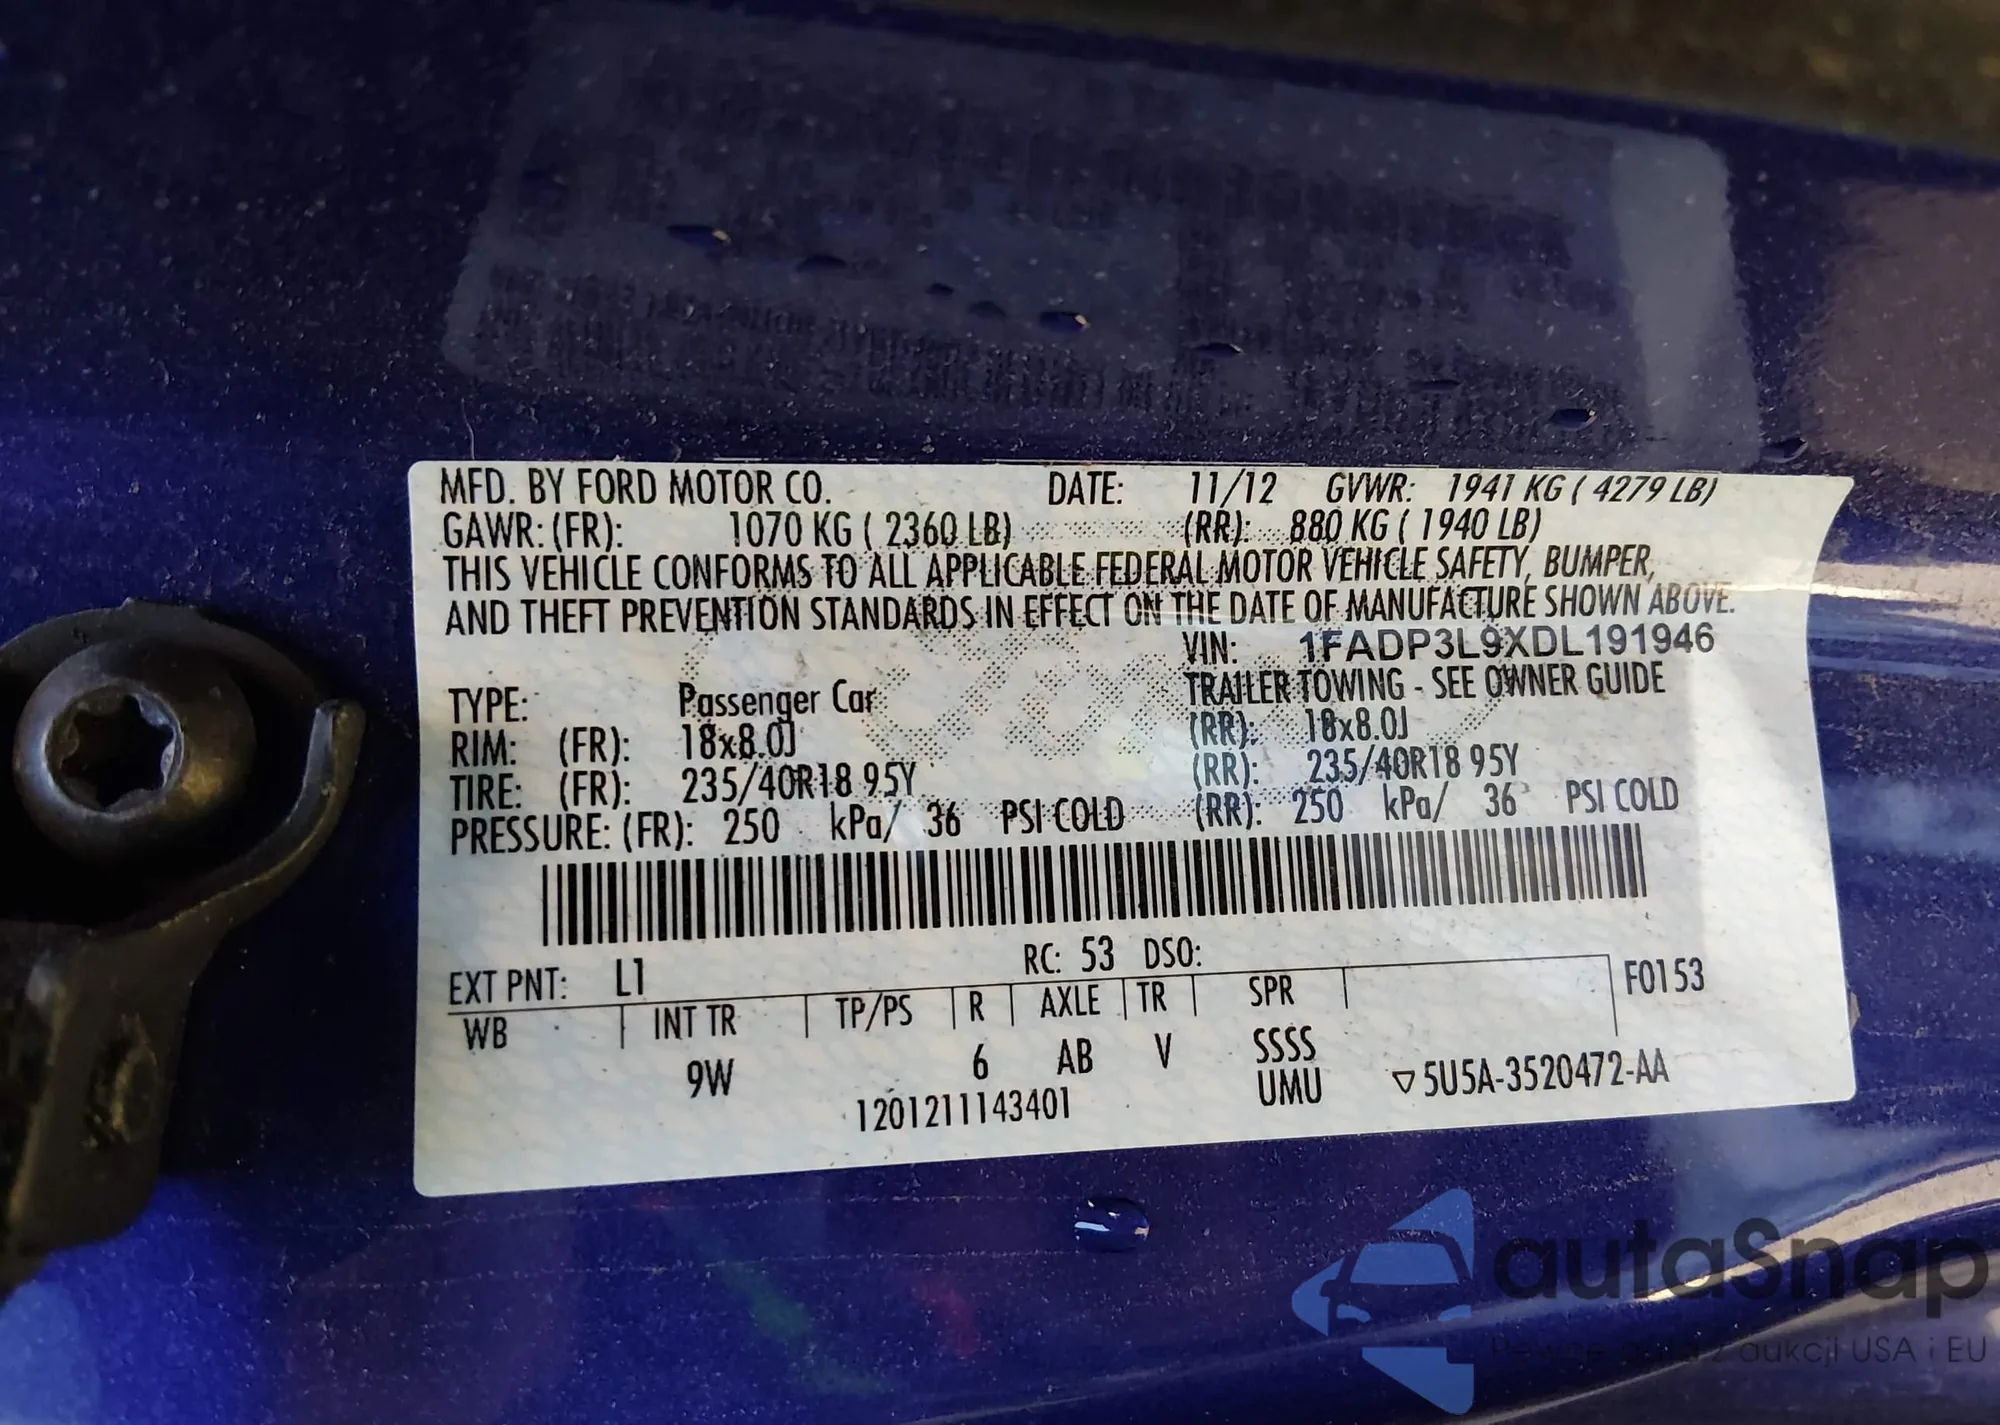 MFD. BY FORD MOTOR CO. DATE: 11/12 GVWR: 1941 KG ( 4279 LB)
GAWR: (FR): 1070 KG ( 2360 LB) (RR): 880 KG ( 1940 LB)
THIS VEHICLE CONFORMS TO ALL APPLICABLE FEDERAL MOTOR VEHICLE SAFETY, BUMPER,
AND THEFT PREVENTION STANDARDS IN EFFECT ON THE DATE OF MANUFACTURE SHOWN ABOVE.
VIN: 1FADP3L9XDL191946
TYPE: Passenger Car TRAILER TOWING - SEE OWNER GUIDE
RIM: (FR): 18x8.0J (RR): 18x8.0J
TIRE: (FR): 235/40R18 95Y (RR): 235/40R18 95Y
PRESSURE: (FR): 250 kPa/ 36 PSI COLD (RR): 250 kPa/ 36 PSI COLD
EXT PNT: L1 RC: 53 DSO:
WB INT TR TP/PS R AXLE TR SPR F0153
9W 6 AB V SSSS
UMU ▽5U5A-3520472-AA
1201211143401
autaSnap
Pewne auta z aukcji USA i EU